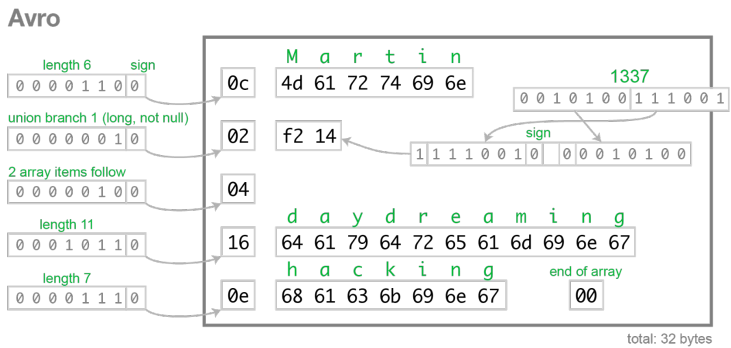 Avro
length 6 sign
0 0 0 0 1 1 0 0
0c
M a r t i n
4d 61 72 74 69 6e
1337
0 0 1 0 1 0 0 1 1 1 0 0 1
union branch 1 (long, not null)
0 0 0 0 0 0 1 0
02
f2 14
sign
1 1 1 1 0 0 1 0 0 0 0 1 0 1 0 0
2 array items follow
0 0 0 0 0 1 0 0
04
length 11
0 0 0 1 0 1 1 0
16
d a y d r e a m i n g
64 61 79 64 72 65 61 6d 69 6e 67
length 7
0 0 0 0 1 1 1 0
0e
h a c k i n g
68 61 63 6b 69 6e 67
end of array
00
total: 32 bytes